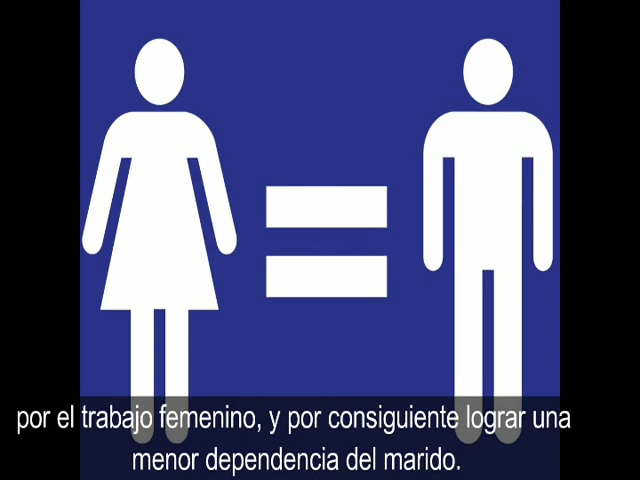 por el trabajo femenino, y por consiguiente lograr una
menor dependencia del marido.